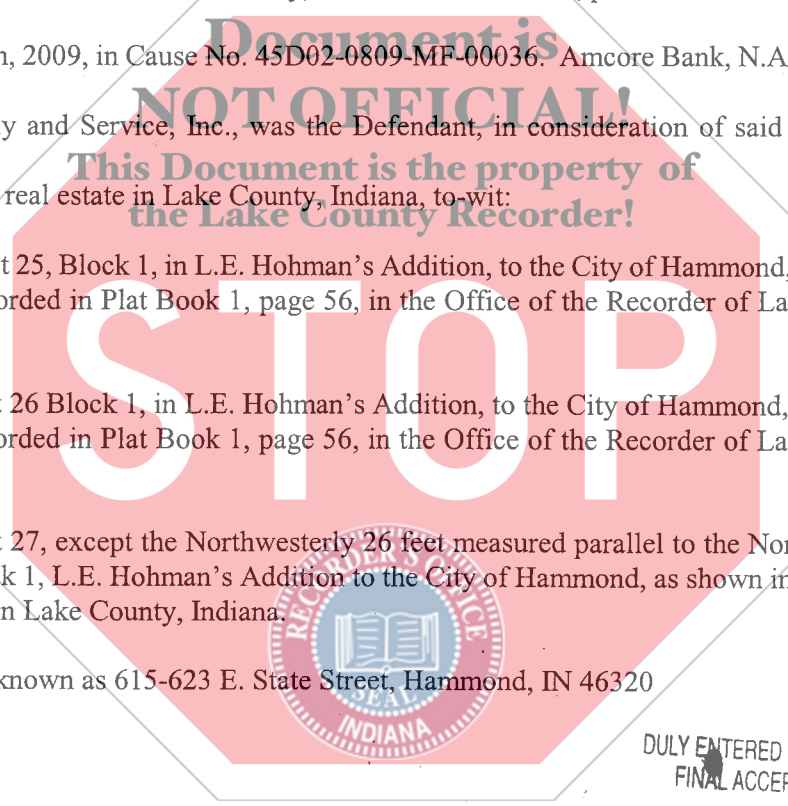 Document is
n, 2009, in Cause No. 45D02-0809-MF-00036. Amcore Bank, N.A
NOT OFFICIAL!
y and Service, Inc., was the Defendant, in consideration of said
This Document is the property of
real estate in Lake County, Indiana, to-wit:
the Lake County Recorder!
t 25, Block 1, in L.E. Hohman's Addition, to the City of Hammond,
orded in Plat Book 1, page 56, in the Office of the Recorder of La
STOP
t 26 Block 1, in L.E. Hohman's Addition, to the City of Hammond,
orded in Plat Book 1, page 56, in the Office of the Recorder of La
t 27, except the Northwesterly 26 feet measured parallel to the Nor
k 1, L.E. Hohman's Addition to the City of Hammond, as shown in
n Lake County, Indiana.
RECORDER'S OFFICE
known as 615-623 E. State Street, Hammond, IN 46320
SEAL
INDIANA
DULY ENTERED
FINAL ACCEP